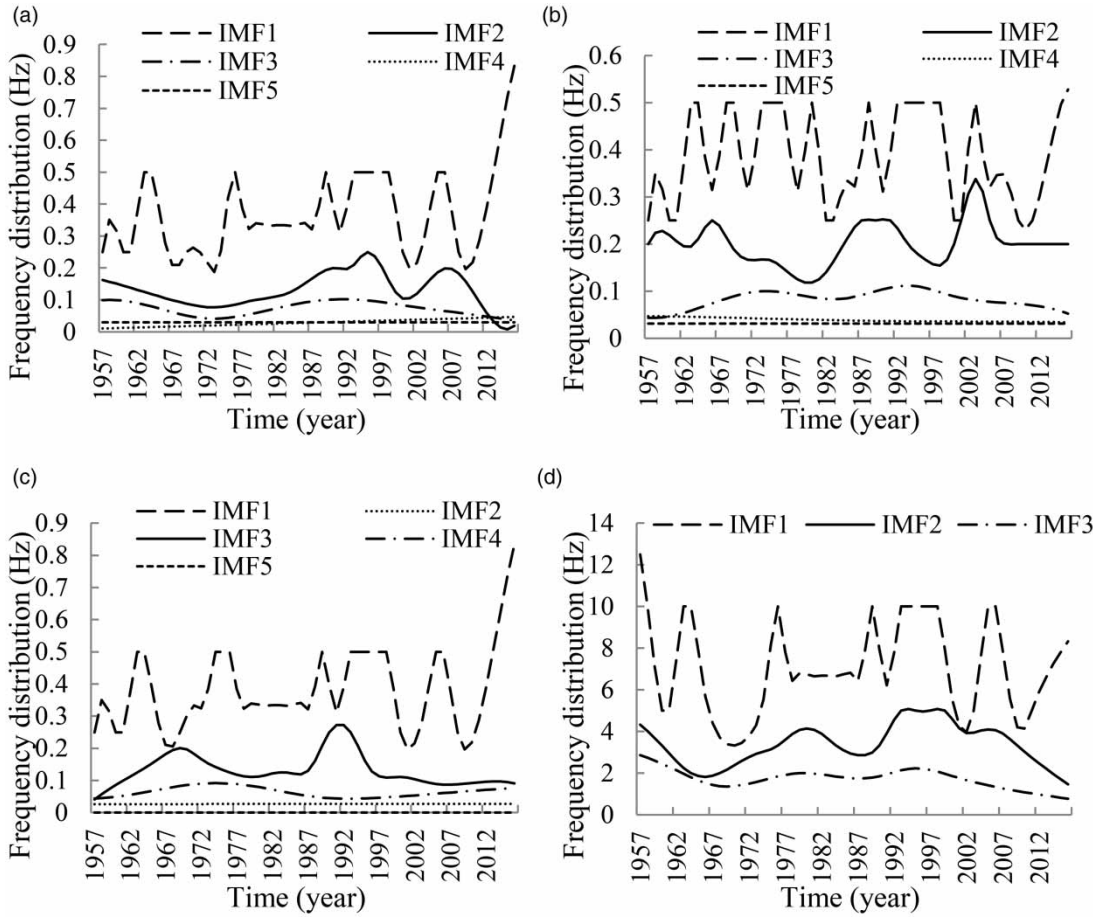 (a)
IMF1 IMF2
IMF3 IMF4
IMF5
Frequency distribution (Hz)
0.9
0.8
0.7
0.6
0.5
0.4
0.3
0.2
0.1
0
1957 1962 1967 1972 1977 1982 1987 1992 1997 2002 2007 2012
Time (year)
(b)
IMF1 IMF2
IMF3 IMF4
IMF5
Frequency distribution (Hz)
0.6
0.5
0.4
0.3
0.2
0.1
0
1957 1962 1967 1972 1977 1982 1987 1992 1997 2002 2007 2012
Time (year)
(c)
IMF1 IMF2
IMF3 IMF4
IMF5
Frequency distribution (Hz)
0.9
0.8
0.7
0.6
0.5
0.4
0.3
0.2
0.1
0
1957 1962 1967 1972 1977 1982 1987 1992 1997 2002 2007 2012
Time (year)
(d)
IMF1 IMF2 IMF3
Frequency distribution (Hz)
14
12
10
8
6
4
2
0
1957 1962 1967 1972 1977 1982 1987 1992 1997 2002 2007 2012
Time (year)